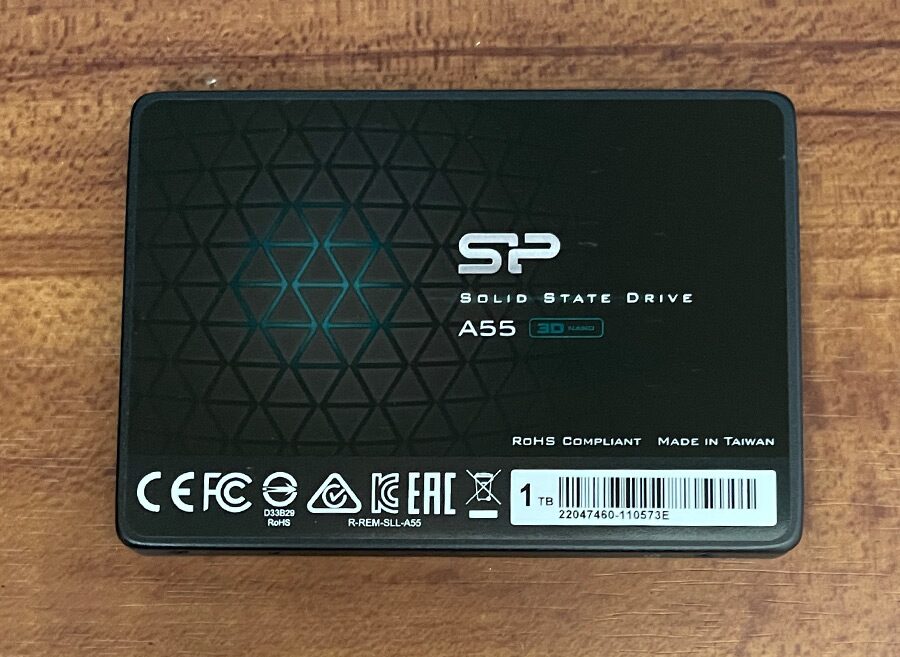 SP
SOLID STATE DRIVE
A55 3D NAND
ROHS COMPLIANT MADE IN TAIWAN
CE FC EAC
D33B29
RoHS
R-REM-SLL-A55
1 TB
22047460-110573E